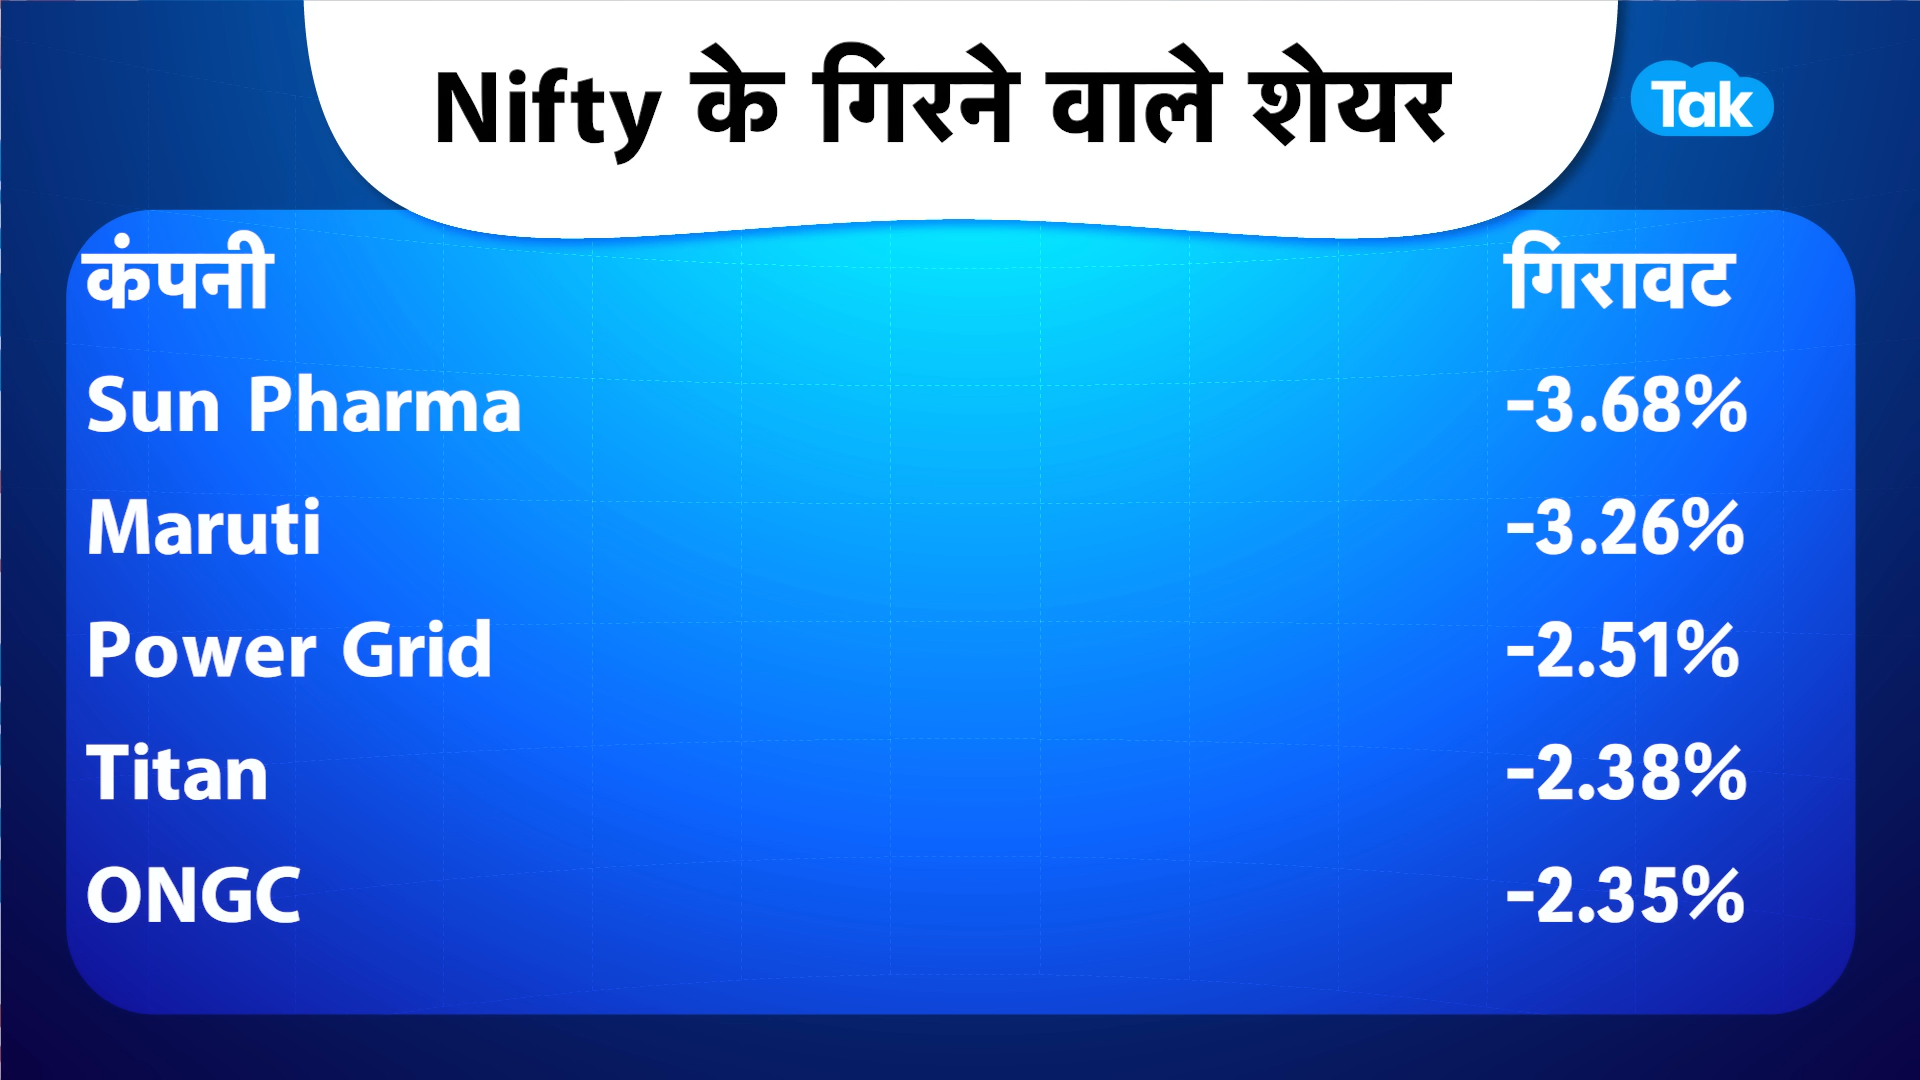 Nifty के गिरने वाले शेयर
Tak
कंपनी गिरावट
Sun Pharma -3.68%
Maruti -3.26%
Power Grid -2.51%
Titan -2.38%
ONGC -2.35%